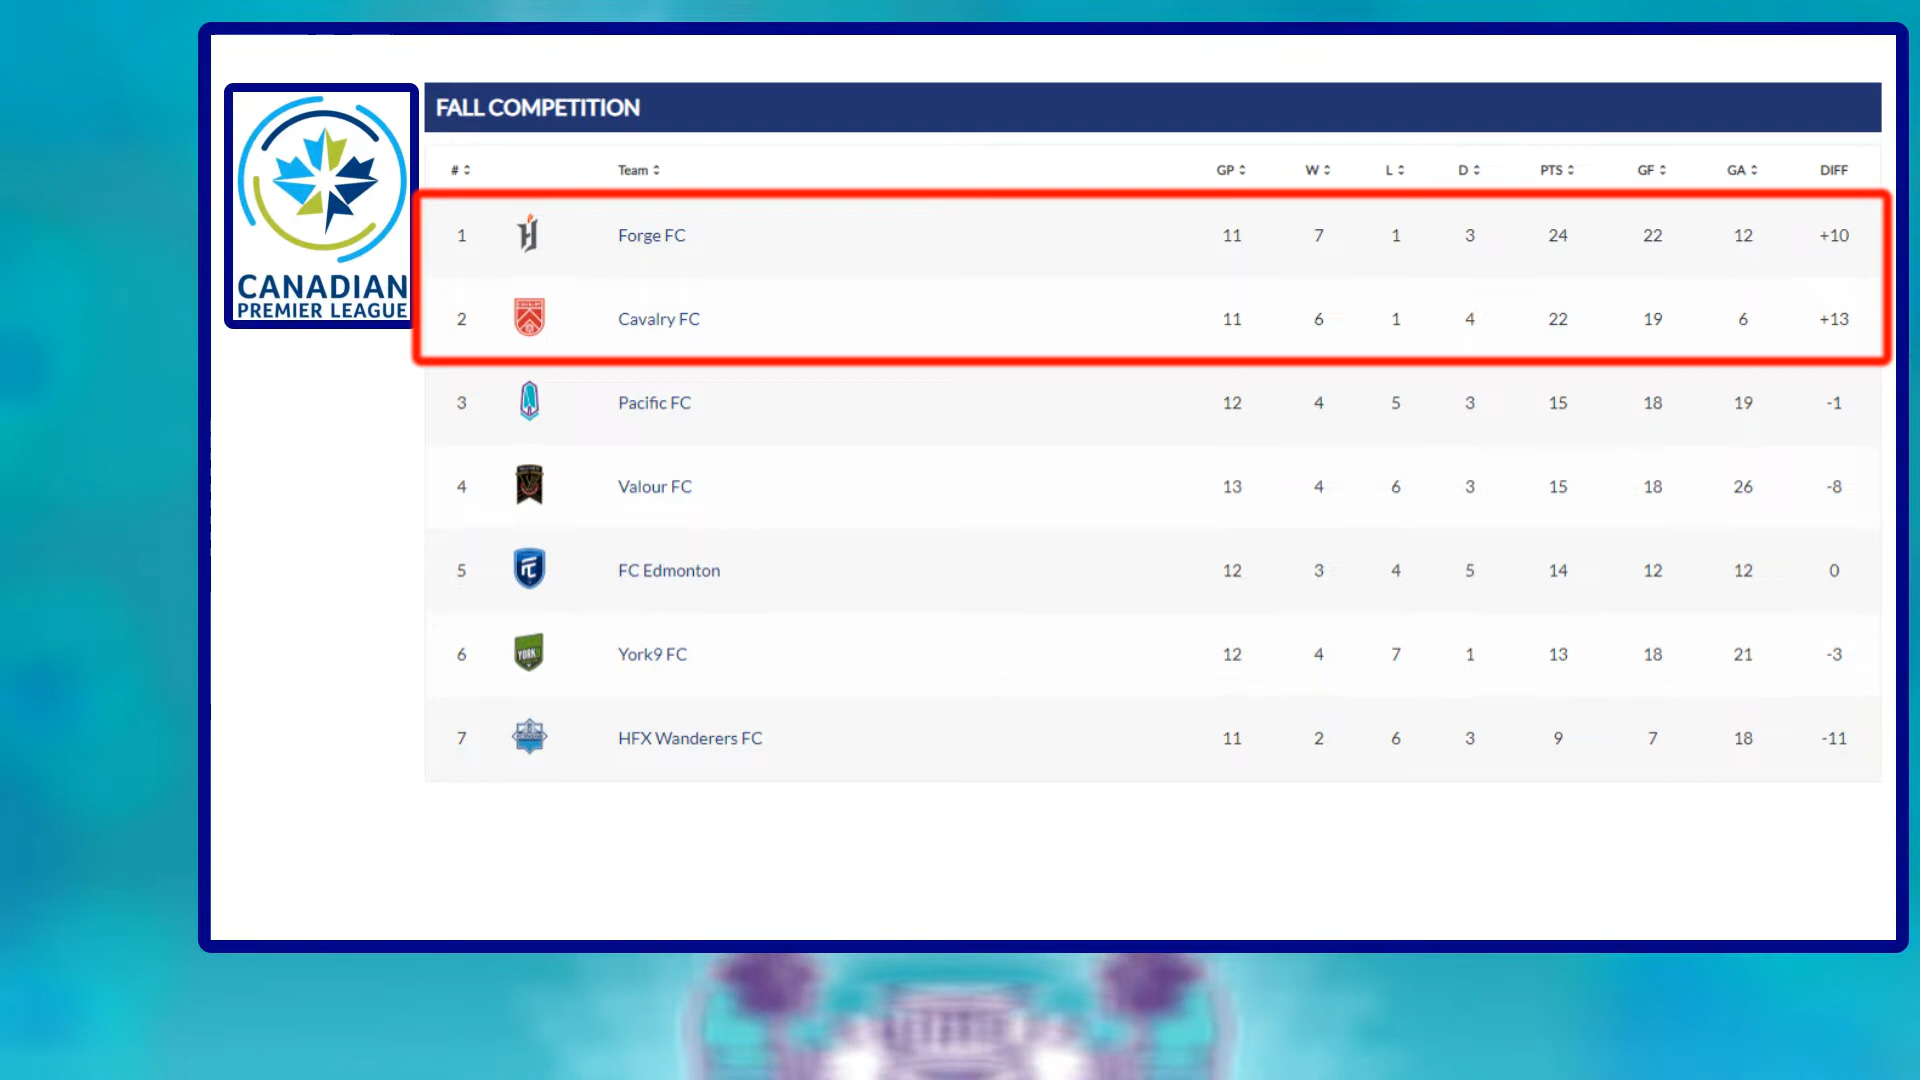 CANADIAN
PREMIER LEAGUE
FALL COMPETITION
# Team GP W L D PTS GF GA DIFF
1 Forge FC 11 7 1 3 24 22 12 +10
2 Cavalry FC 11 6 1 4 22 19 6 +13
3 Pacific FC 12 4 5 3 15 18 19 -1
4 Valour FC 13 4 6 3 15 18 26 -8
5 FC Edmonton 12 3 4 5 14 12 12 0
YORK
6 York9 FC 12 4 7 1 13 18 21 -3
7 HFX Wanderers FC 11 2 6 3 9 7 18 -11